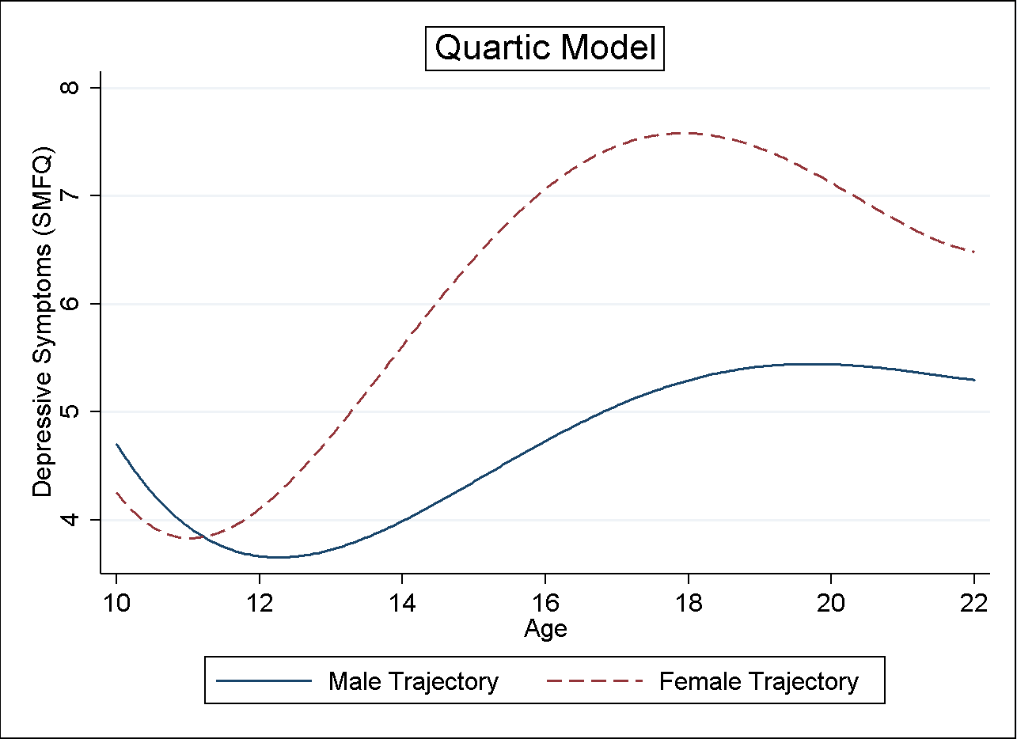 Quartic Model
Depressive Symptoms (SMFQ)
8
7
6
5
4
10 12 14 16 18 20 22
Age
Male Trajectory Female Trajectory